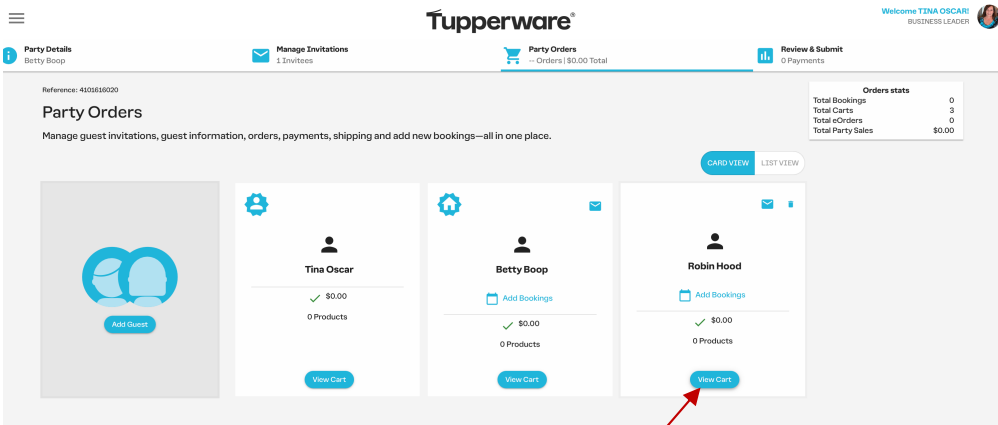 Tupperware®
Welcome TINA OSCAR!
BUSINESS LEADER
Party Details
Betty Boop
Manage Invitations
1 Invitees
Party Orders
-- Orders | $0.00 Total
Review & Submit
0 Payments
Reference: 4101616020
Party Orders
Manage guest invitations, guest information, orders, payments, shipping and add new bookings—all in one place.
Orders stats
Total Bookings 0
Total Carts 3
Total eOrders 0
Total Party Sales $0.00
CARD VIEW LIST VIEW
Add Guest
Tina Oscar
$0.00
0 Products
View Cart
Betty Boop
Add Bookings
$0.00
0 Products
View Cart
Robin Hood
Add Bookings
$0.00
0 Products
View Cart